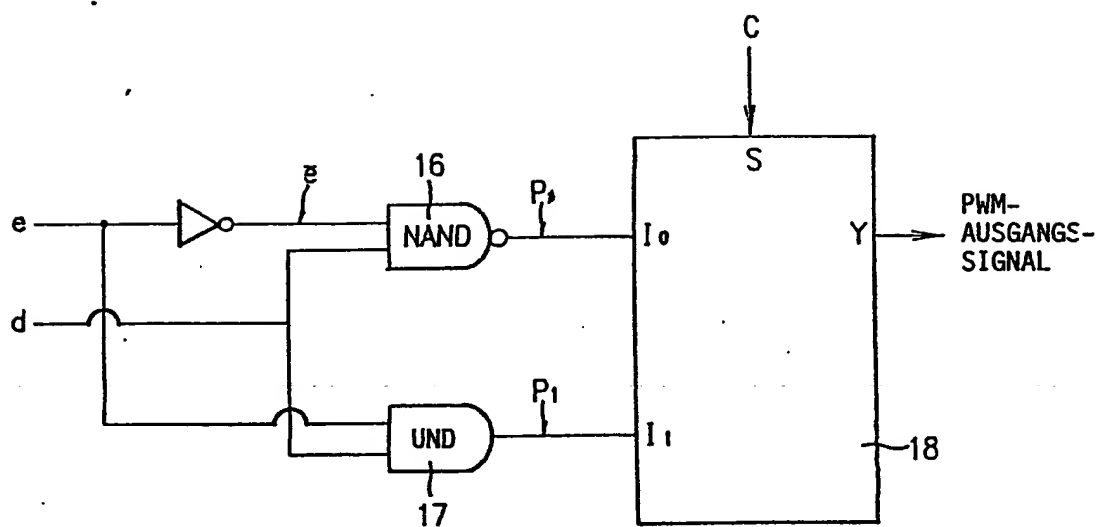 C
S
16
e
e̅
NAND
P₀
I₀
Y
PWM-
AUSGANGS-
SIGNAL
d
P₁
UND
I₁
18
17